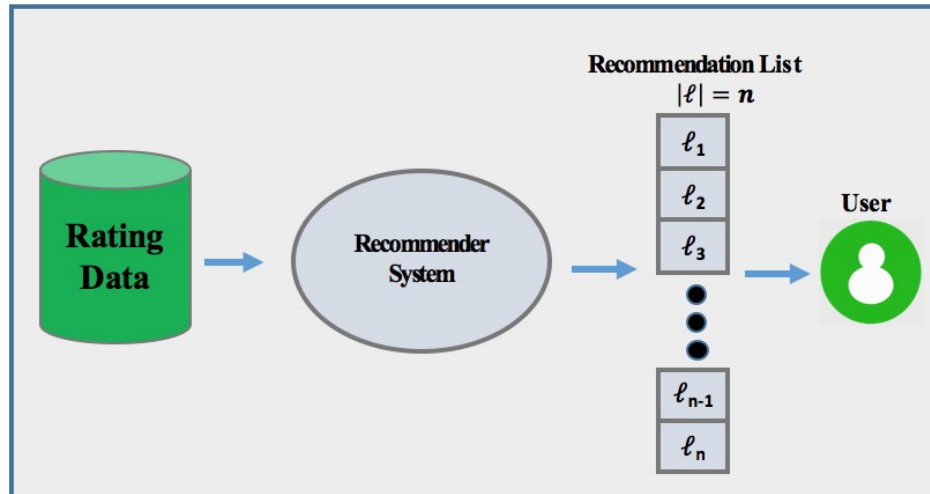 Rating
Data
Recommender
System
Recommendation List
|ℓ| = n
ℓ₁
ℓ₂
ℓ₃
ℓₙ₋₁
ℓₙ
User